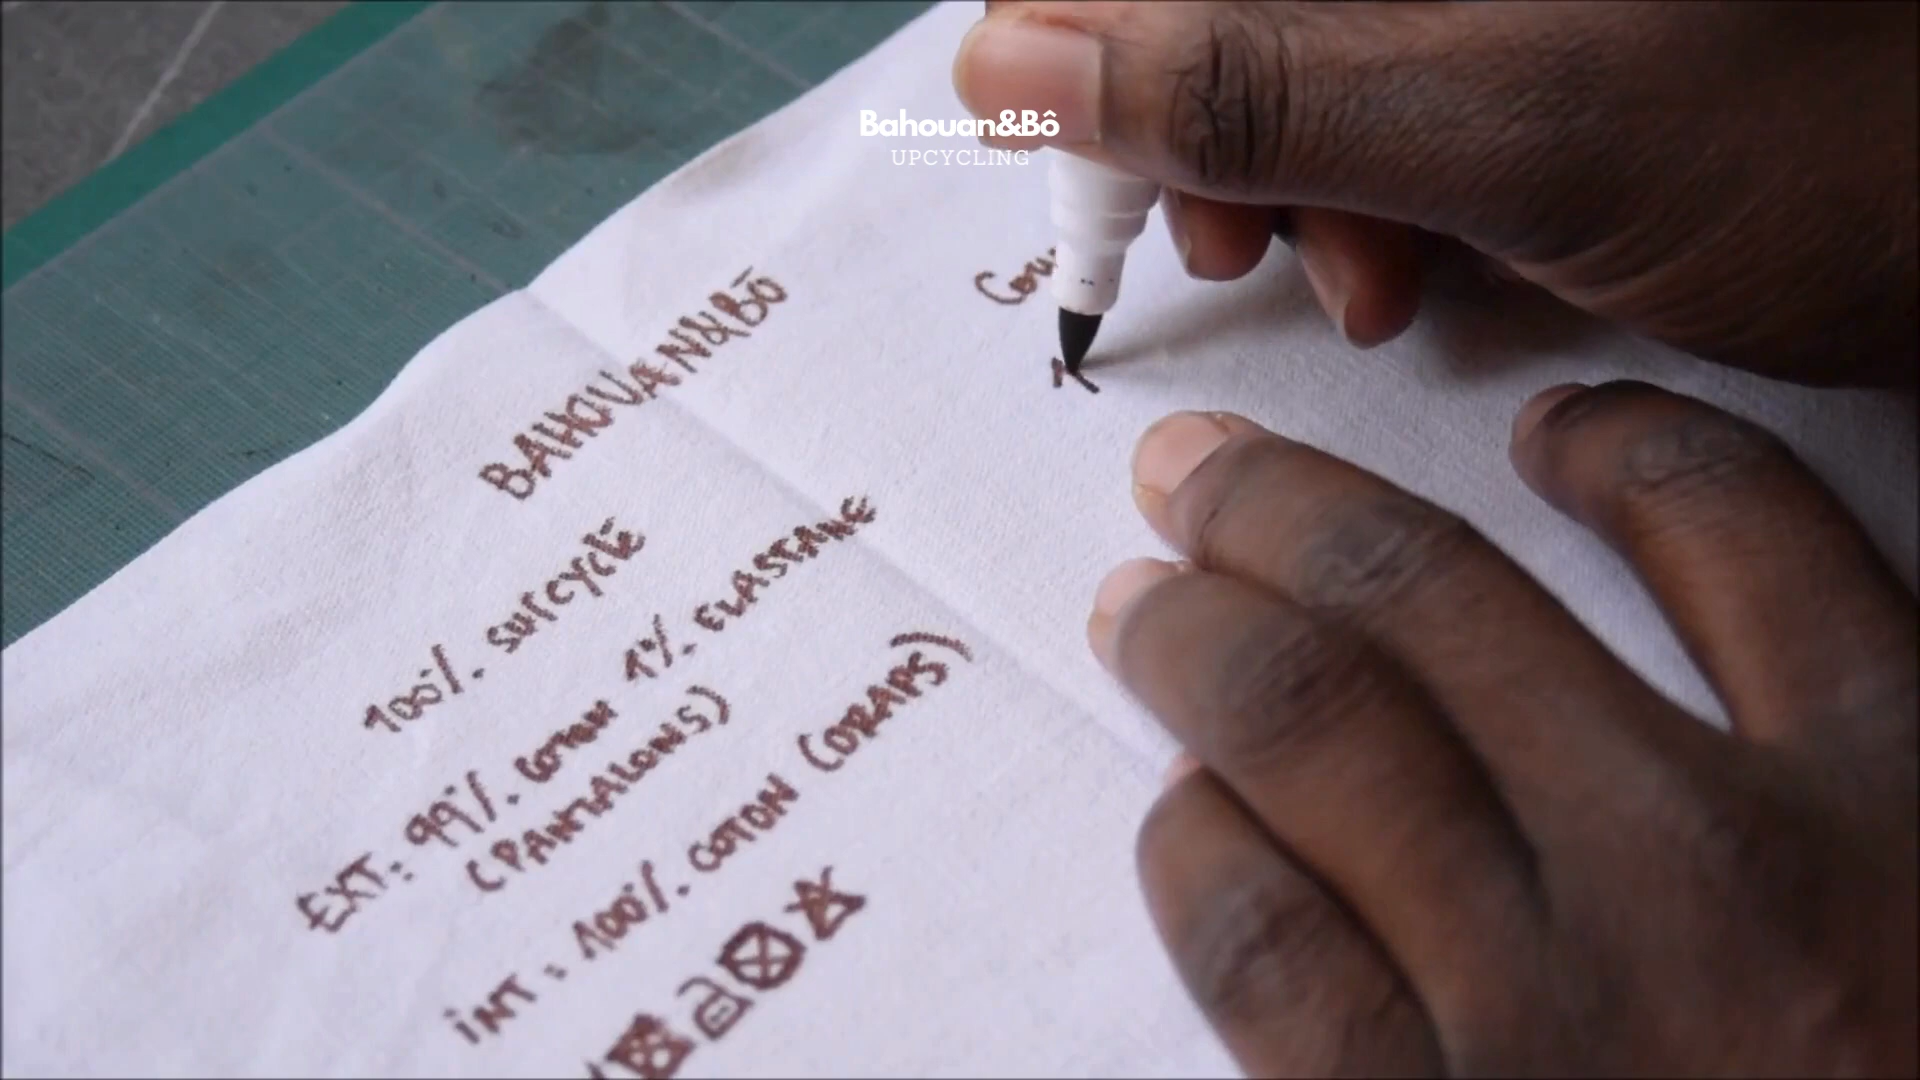 Bahouan&Bô
UPCYCLING
BAHOUAN&BÔ
100% SURCYCLÉ
EXT: 99% COTON 1% ELASTANE
(PANTALONS)
INT: 100% COTON (DRAPS)